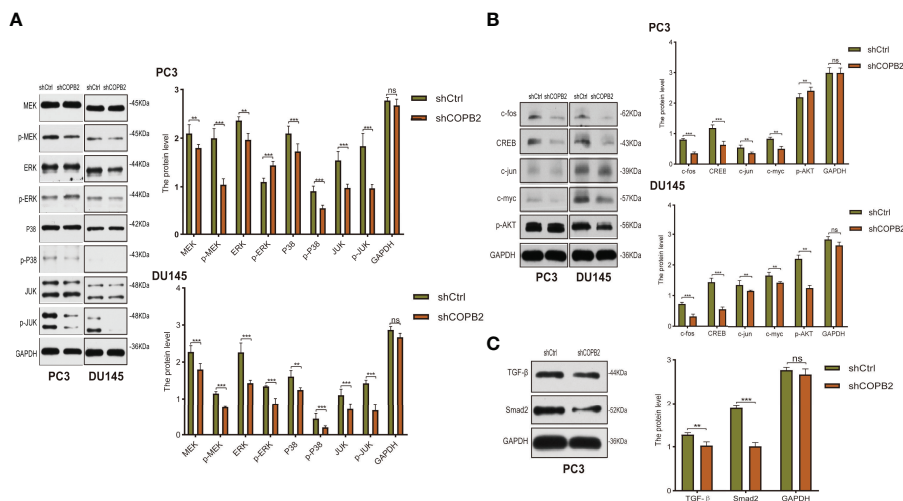 A
shCtrl shCOPB2 shCtrl shCOPB2
MEK -45KDa
p-MEK -45KDa
ERK -44KDa
p-ERK -44KDa
P38 -42KDa
p-P38 -43KDa
JUK -48KDa
p-JUK -48KDa
GAPDH -36KDa
PC3 DU145
PC3
The protein level
3
2
1
0
** *** ** *** *** *** *** *** ns
MEK p-MEK ERK p-ERK P38 p-P38 JUK p-JUK GAPDH
shCtrl
shCOPB2
DU145
The protein level
4
3
2
1
0
*** *** *** *** ** *** *** *** ns
MEK p-MEK ERK p-ERK P38 p-P38 JUK p-JUK GAPDH
shCtrl
shCOPB2
B
shCtrl shCOPB2 shCtrl shCOPB2
c-fos -62KDa
CREB -43KDa
c-jun -39KDa
c-myc -57KDa
p-AKT -56KDa
GAPDH -36KDa
PC3 DU145
PC3
The protein level
4
3
2
1
0
*** *** ** ** ** ns
c-fos CREB c-jun c-myc p-AKT GAPDH
shCtrl
shCOPB2
DU145
The protein level
4
3
2
1
0
*** *** ** ** ** ns
c-fos CREB c-jun c-myc p-AKT GAPDH
shCtrl
shCOPB2
C
shCtrl shCOPB2
TGF-β -44KDa
Smad2 -52KDa
GAPDH -36KDa
PC3
The protein level
3
2
1
0
** *** ns
TGF- β Smad2 GAPDH
shCtrl
shCOPB2